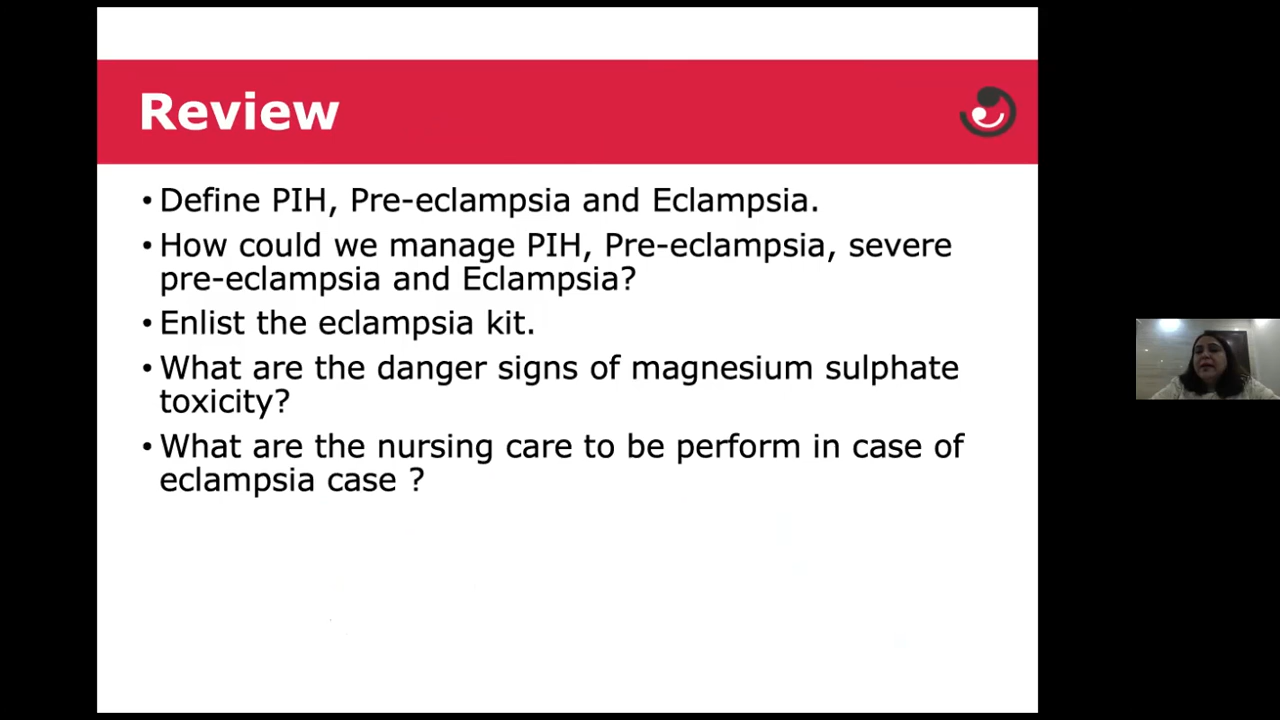 Review
• Define PIH, Pre-eclampsia and Eclampsia.
• How could we manage PIH, Pre-eclampsia, severe
pre-eclampsia and Eclampsia?
• Enlist the eclampsia kit.
• What are the danger signs of magnesium sulphate
toxicity?
• What are the nursing care to be perform in case of
eclampsia case ?